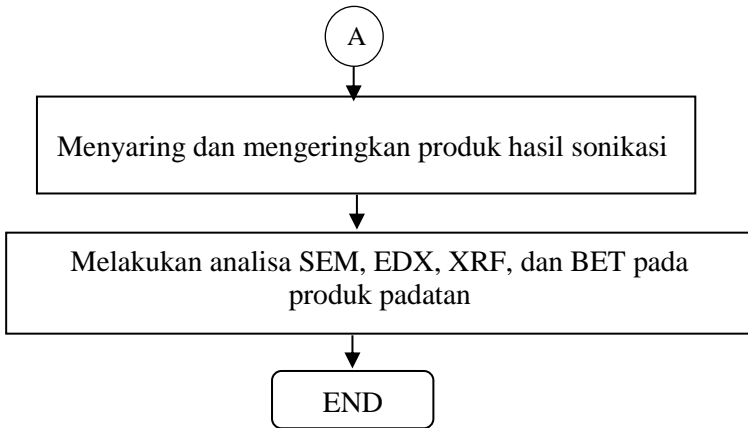 A
Menyaring dan mengeringkan produk hasil sonikasi
Melakukan analisa SEM, EDX, XRF, dan BET pada
produk padatan
END